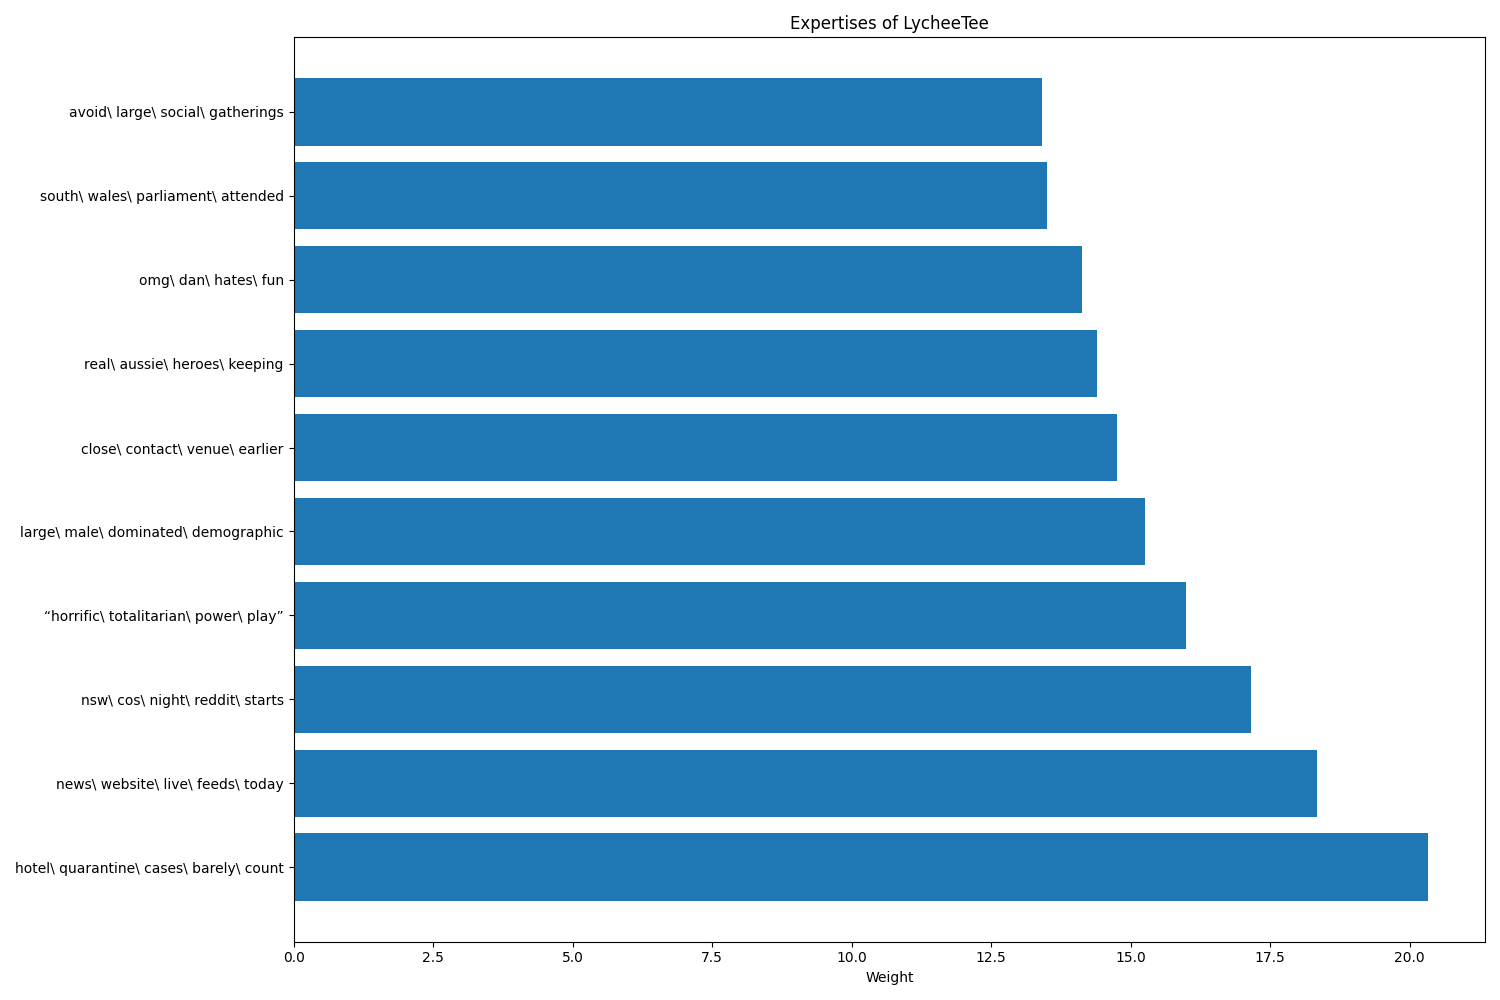 Expertises of LycheeTee
avoid\ large\ social\ gatherings
south\ wales\ parliament\ attended
omg\ dan\ hates\ fun
real\ aussie\ heroes\ keeping
close\ contact\ venue\ earlier
large\ male\ dominated\ demographic
“horrific\ totalitarian\ power\ play”
nsw\ cos\ night\ reddit\ starts
news\ website\ live\ feeds\ today
hotel\ quarantine\ cases\ barely\ count
0.0 2.5 5.0 7.5 10.0 12.5 15.0 17.5 20.0
Weight